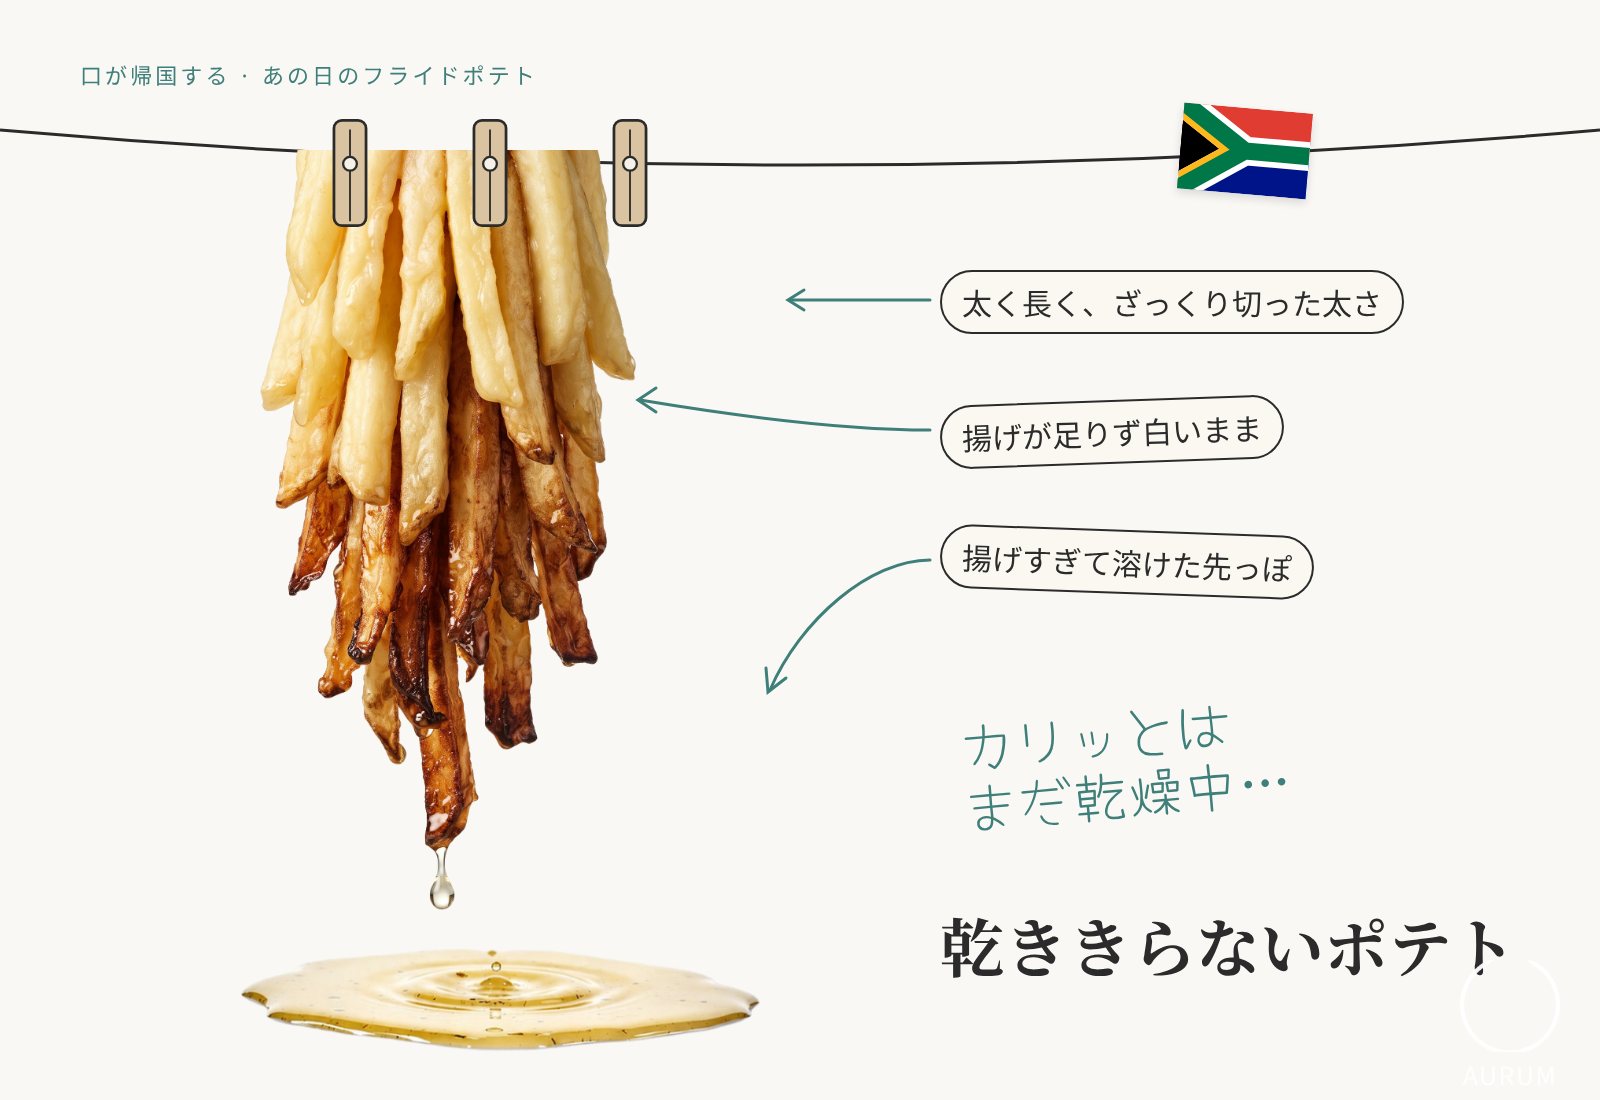 口が帰国する · あの日のフライドポテト
太く長く、ざっくり切った太さ
揚げが足りず白いまま
揚げすぎて溶けた先っぽ
カリッとは
まだ乾燥中…
乾ききらないポテト
AURUM